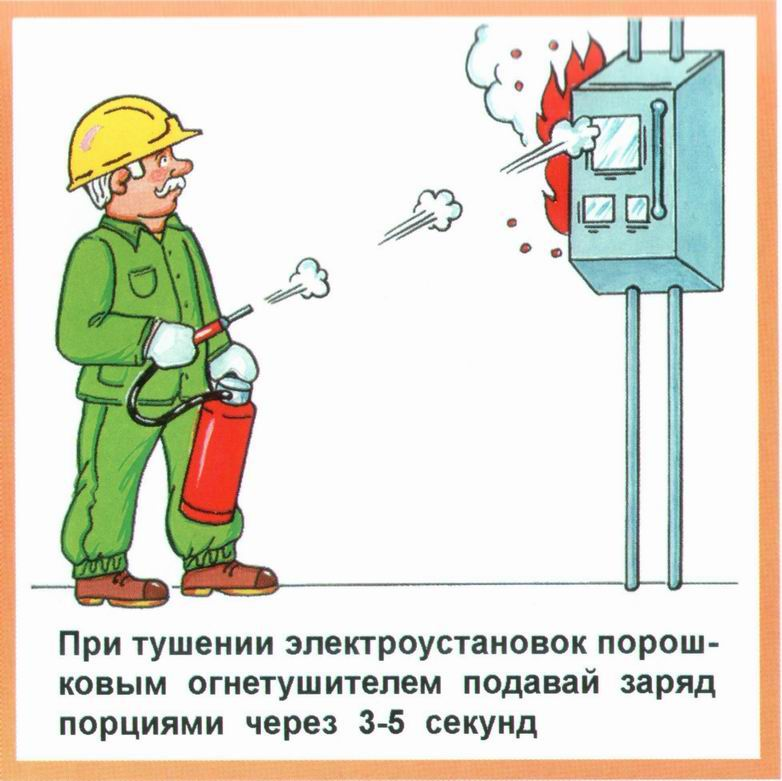 При тушении электроустановок порош-
ковым огнетушителем подавай заряд
порциями через 3-5 секунд